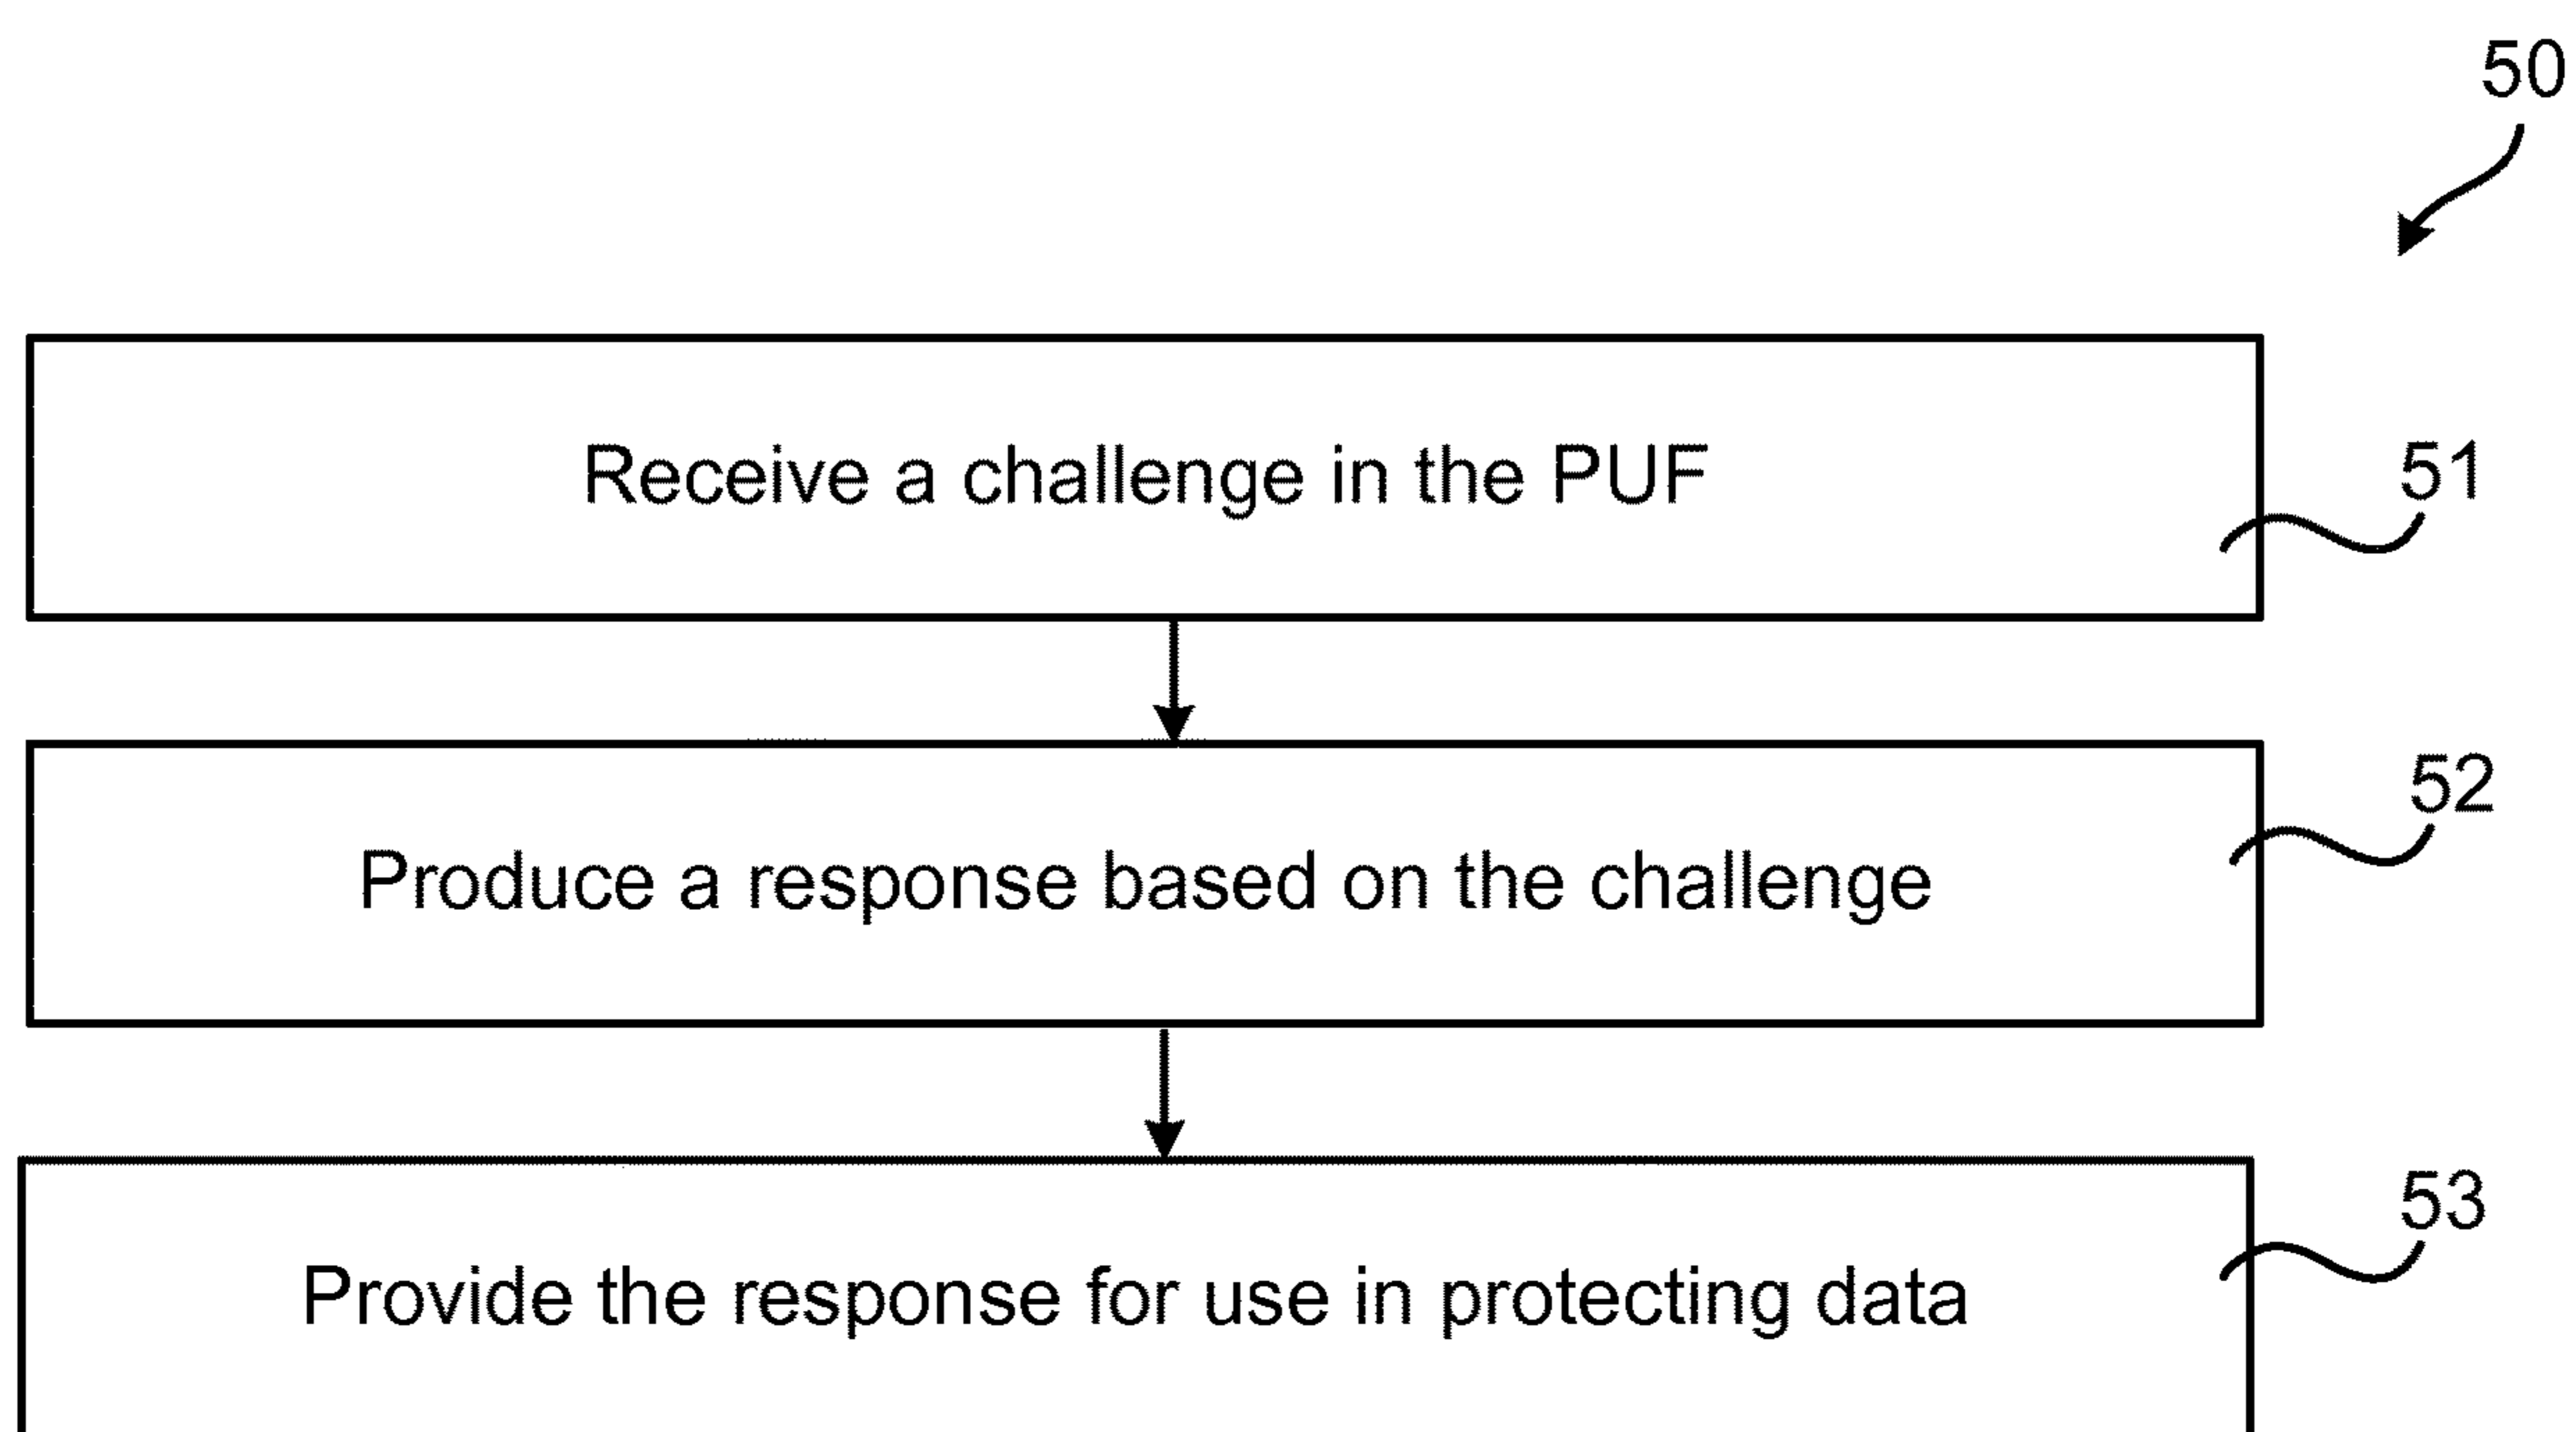 50
Receive a challenge in the PUF
51
Produce a response based on the challenge
52
Provide the response for use in protecting data
53